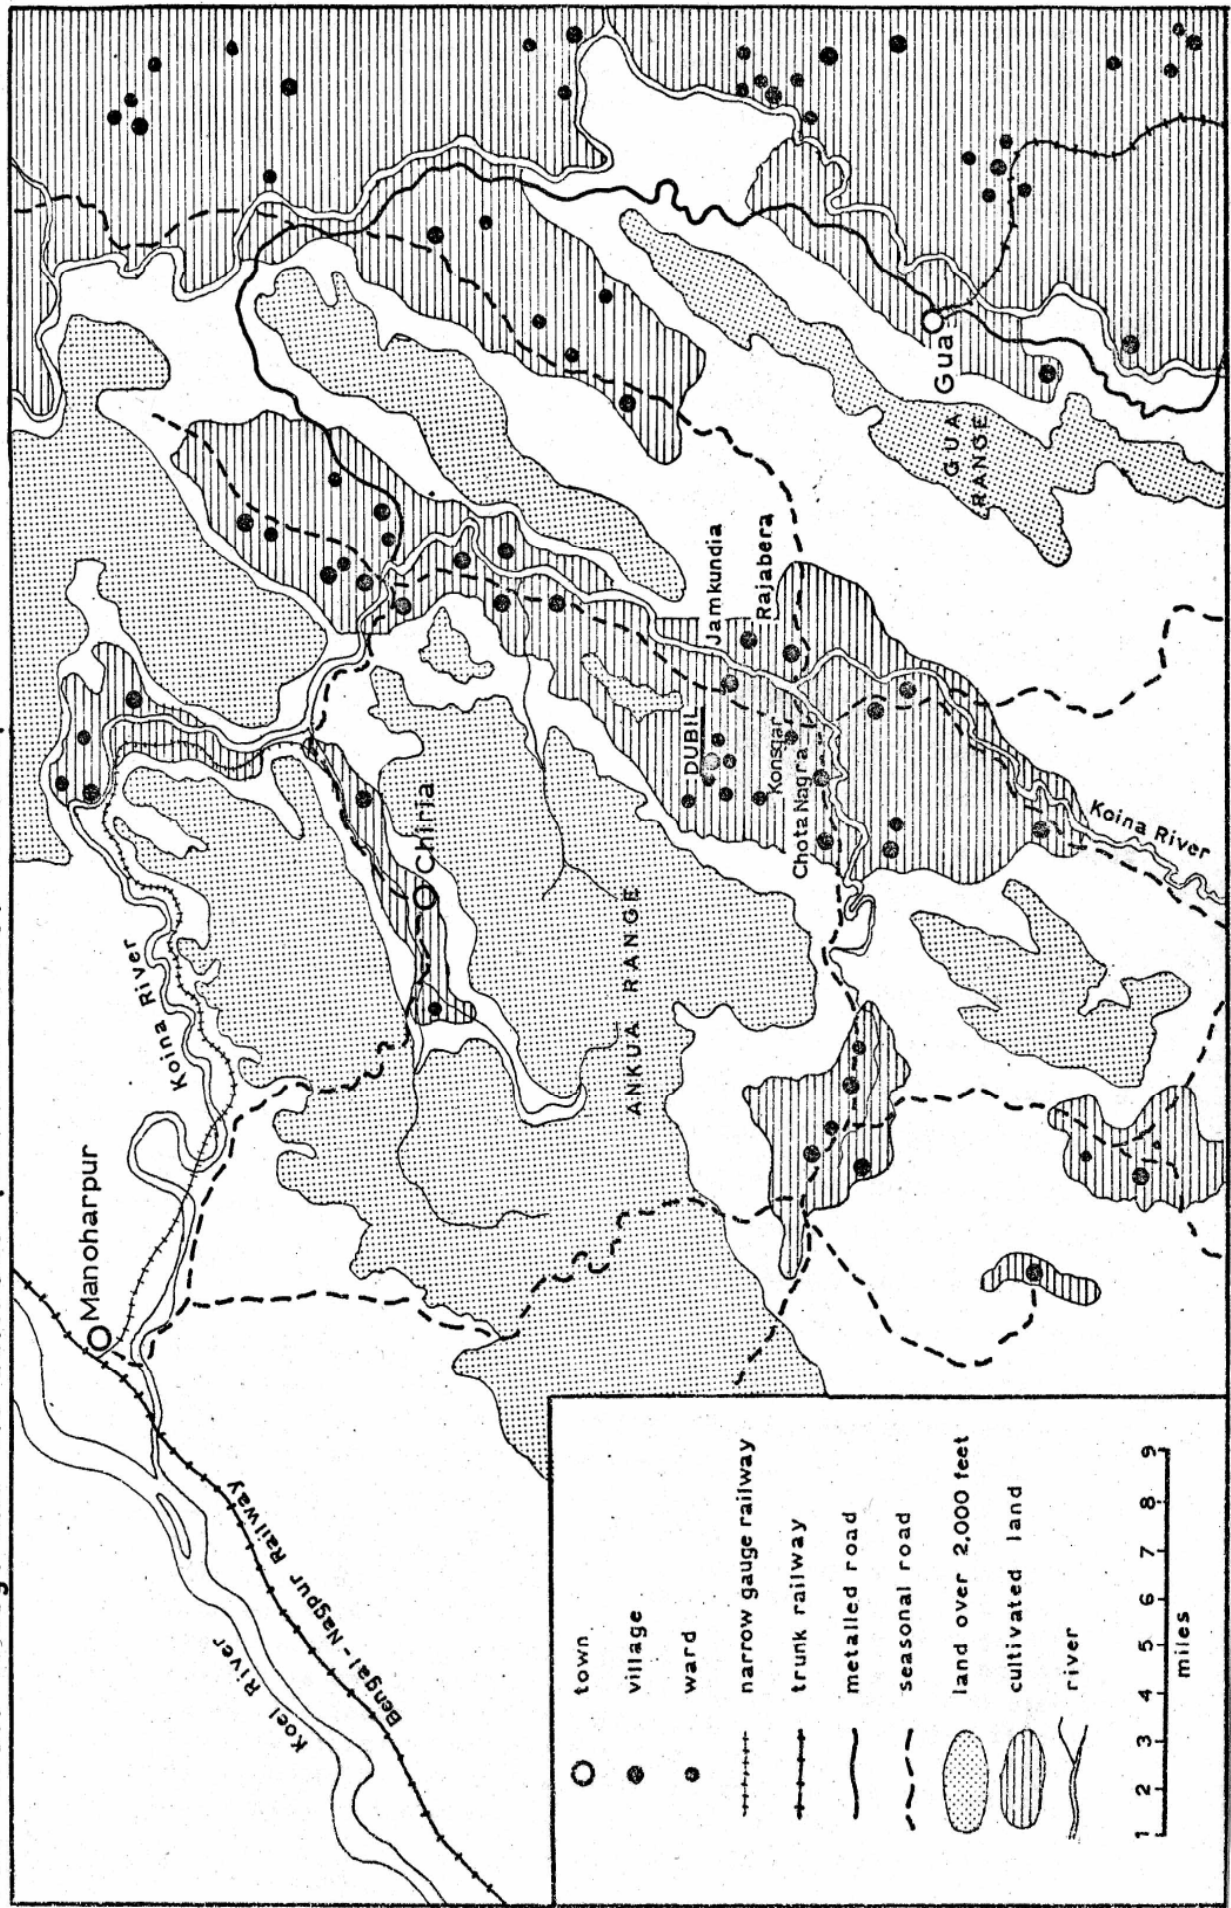 Manoharpur
Koina River
Koel River
Bengal-Nagpur Railway
Chiria
ANKUA RANGE
DUBIL
Jamkundia
Rajabera
Chota Nagra
Gua
GUA
RANGE
Koina River
town
village
ward
narrow gauge railway
trunk railway
metalled road
seasonal road
land over 2,000 feet
cultivated land
river
1 2 3 4 5 6 7 8 9
miles